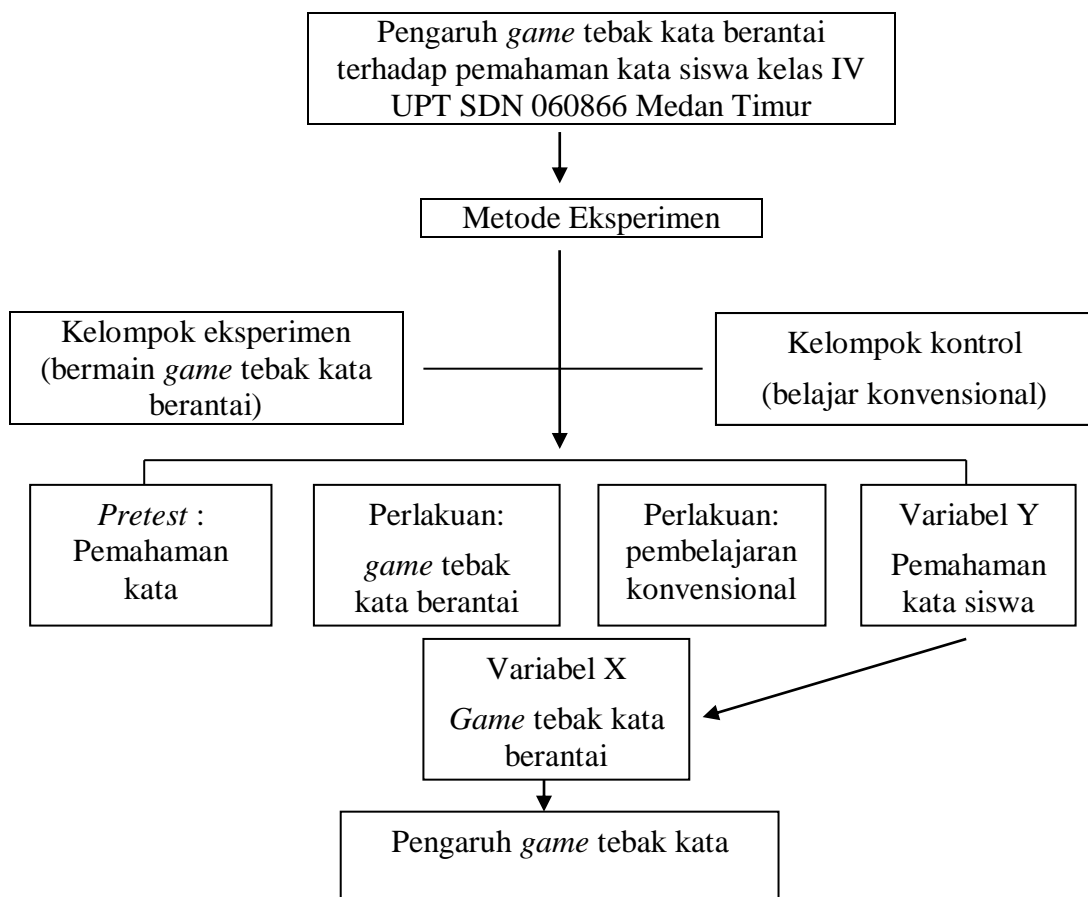 Pengaruh game tebak kata berantai
terhadap pemahaman kata siswa kelas IV
UPT SDN 060866 Medan Timur
Metode Eksperimen
Kelompok eksperimen
(bermain game tebak kata
berantai)
Kelompok kontrol
(belajar konvensional)
Pretest :
Pemahaman
kata
Perlakuan:
game tebak
kata berantai
Perlakuan:
pembelajaran
konvensional
Variabel Y
Pemahaman
kata siswa
Variabel X
Game tebak kata
berantai
Pengaruh game tebak kata